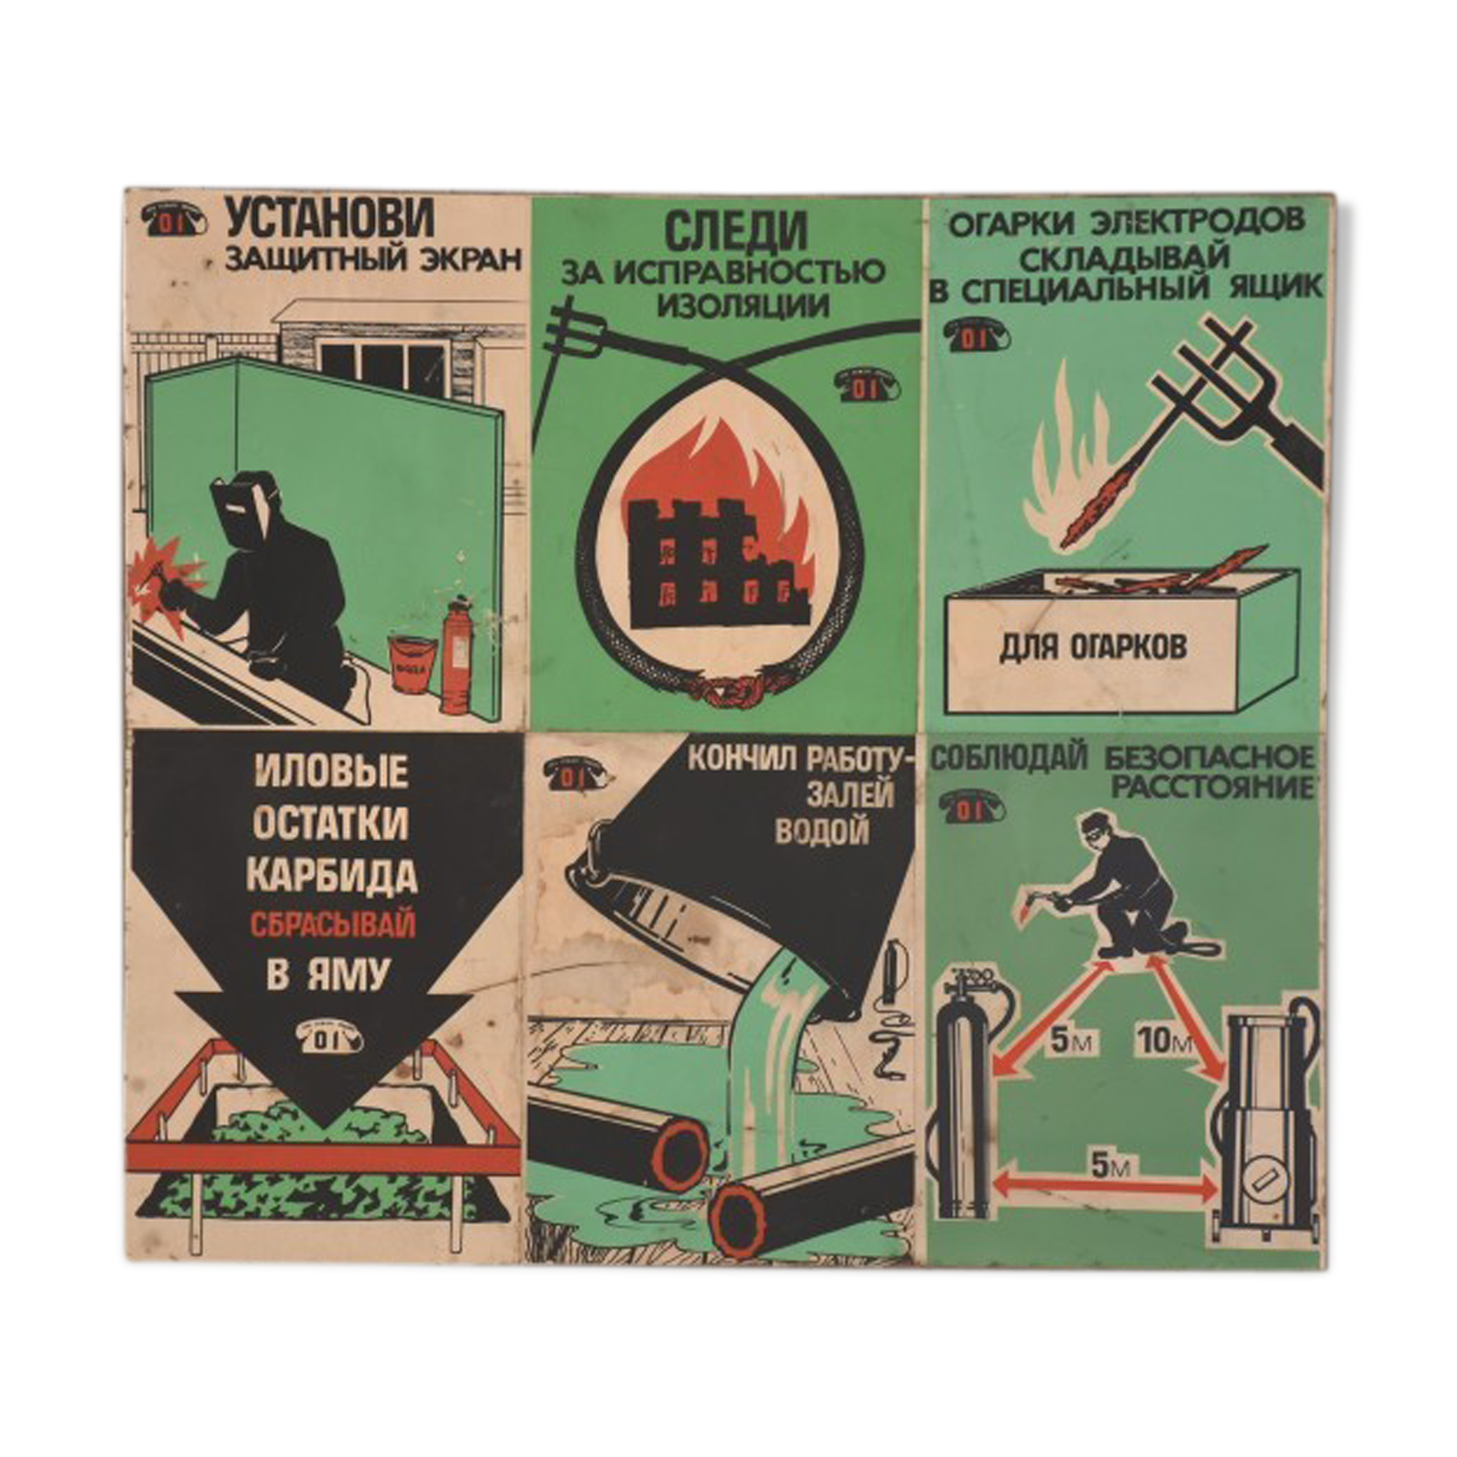 01
УСТАНОВИ
ЗАЩИТНЫЙ ЭКРАН
ВОДА
СЛЕДИ
ЗА ИСПРАВНОСТЬЮ
ИЗОЛЯЦИИ
01
ОГАРКИ ЭЛЕКТРОДОВ
СКЛАДЫВАЙ
В СПЕЦИАЛЬНЫЙ ЯЩИК
01
ДЛЯ ОГАРКОВ
ИЛОВЫЕ
ОСТАТКИ
КАРБИДА
СБРАСЫВАЙ
В ЯМУ
01
01
КОНЧИЛ РАБОТУ-
ЗАЛЕЙ
ВОДОЙ
СОБЛЮДАЙ БЕЗОПАСНОЕ
РАССТОЯНИЕ
01
5м 10м
5м